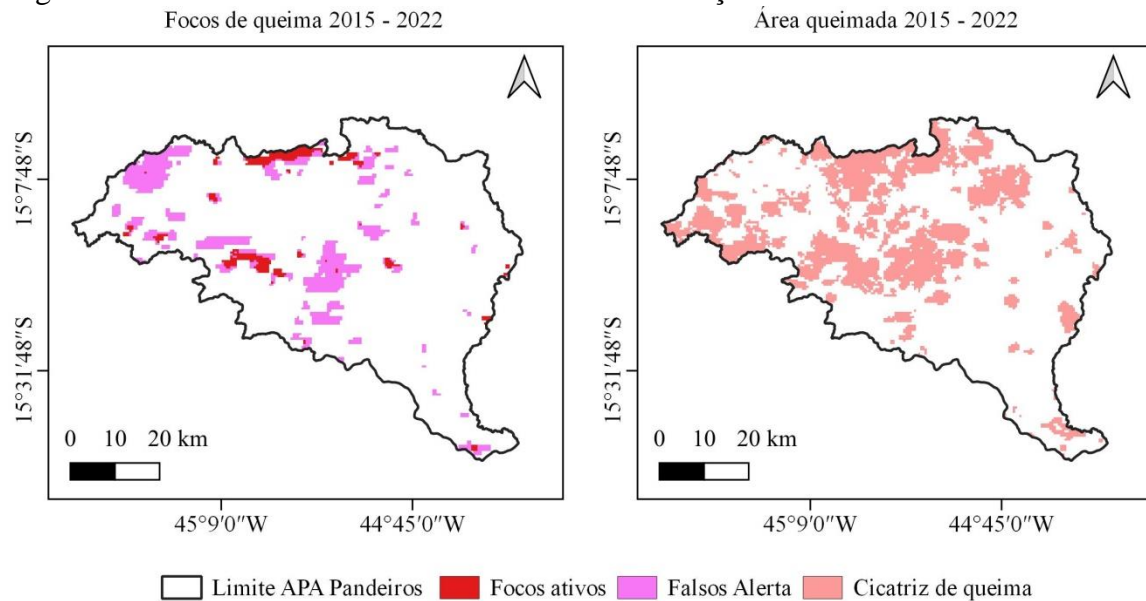 Focos de queima 2015 - 2022
Área queimada 2015 - 2022
15°7'48"S
15°31'48"S
0 10 20 km
45°9'0"W
44°45'0"W
15°7'48"S
15°31'48"S
0 10 20 km
45°9'0"W
44°45'0"W
Limite APA Pandeiros
Focos ativos
Falsos Alerta
Cicatriz de queima